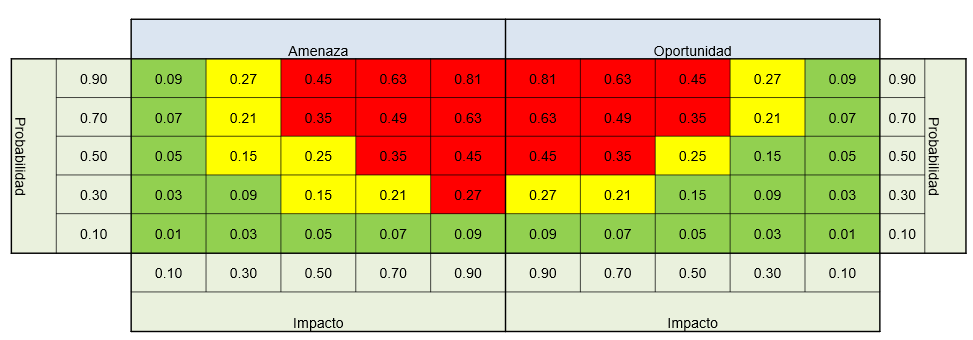 Amenaza Oportunidad
Probabilidad 0.90 0.09 0.27 0.45 0.63 0.81 0.81 0.63 0.45 0.27 0.09 0.90 Probabilidad
0.70 0.07 0.21 0.35 0.49 0.63 0.63 0.49 0.35 0.21 0.07 0.70
0.50 0.05 0.15 0.25 0.35 0.45 0.45 0.35 0.25 0.15 0.05 0.50
0.30 0.03 0.09 0.15 0.21 0.27 0.27 0.21 0.15 0.09 0.03 0.30
0.10 0.01 0.03 0.05 0.07 0.09 0.09 0.07 0.05 0.03 0.01 0.10
0.10 0.30 0.50 0.70 0.90 0.90 0.70 0.50 0.30 0.10
Impacto Impacto